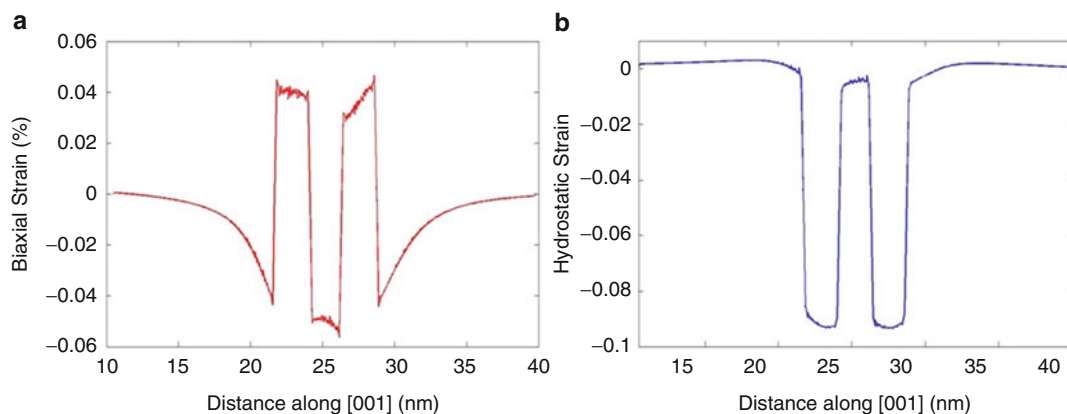 a
0.06
0.04
0.02
0
−0.02
−0.04
−0.06
Biaxial Strain (%)
10 15 20 25 30 35 40
Distance along [001] (nm)
b
0
−0.02
−0.04
−0.06
−0.08
−0.1
Hydrostatic Strain
15 20 25 30 35 40
Distance along [001] (nm)